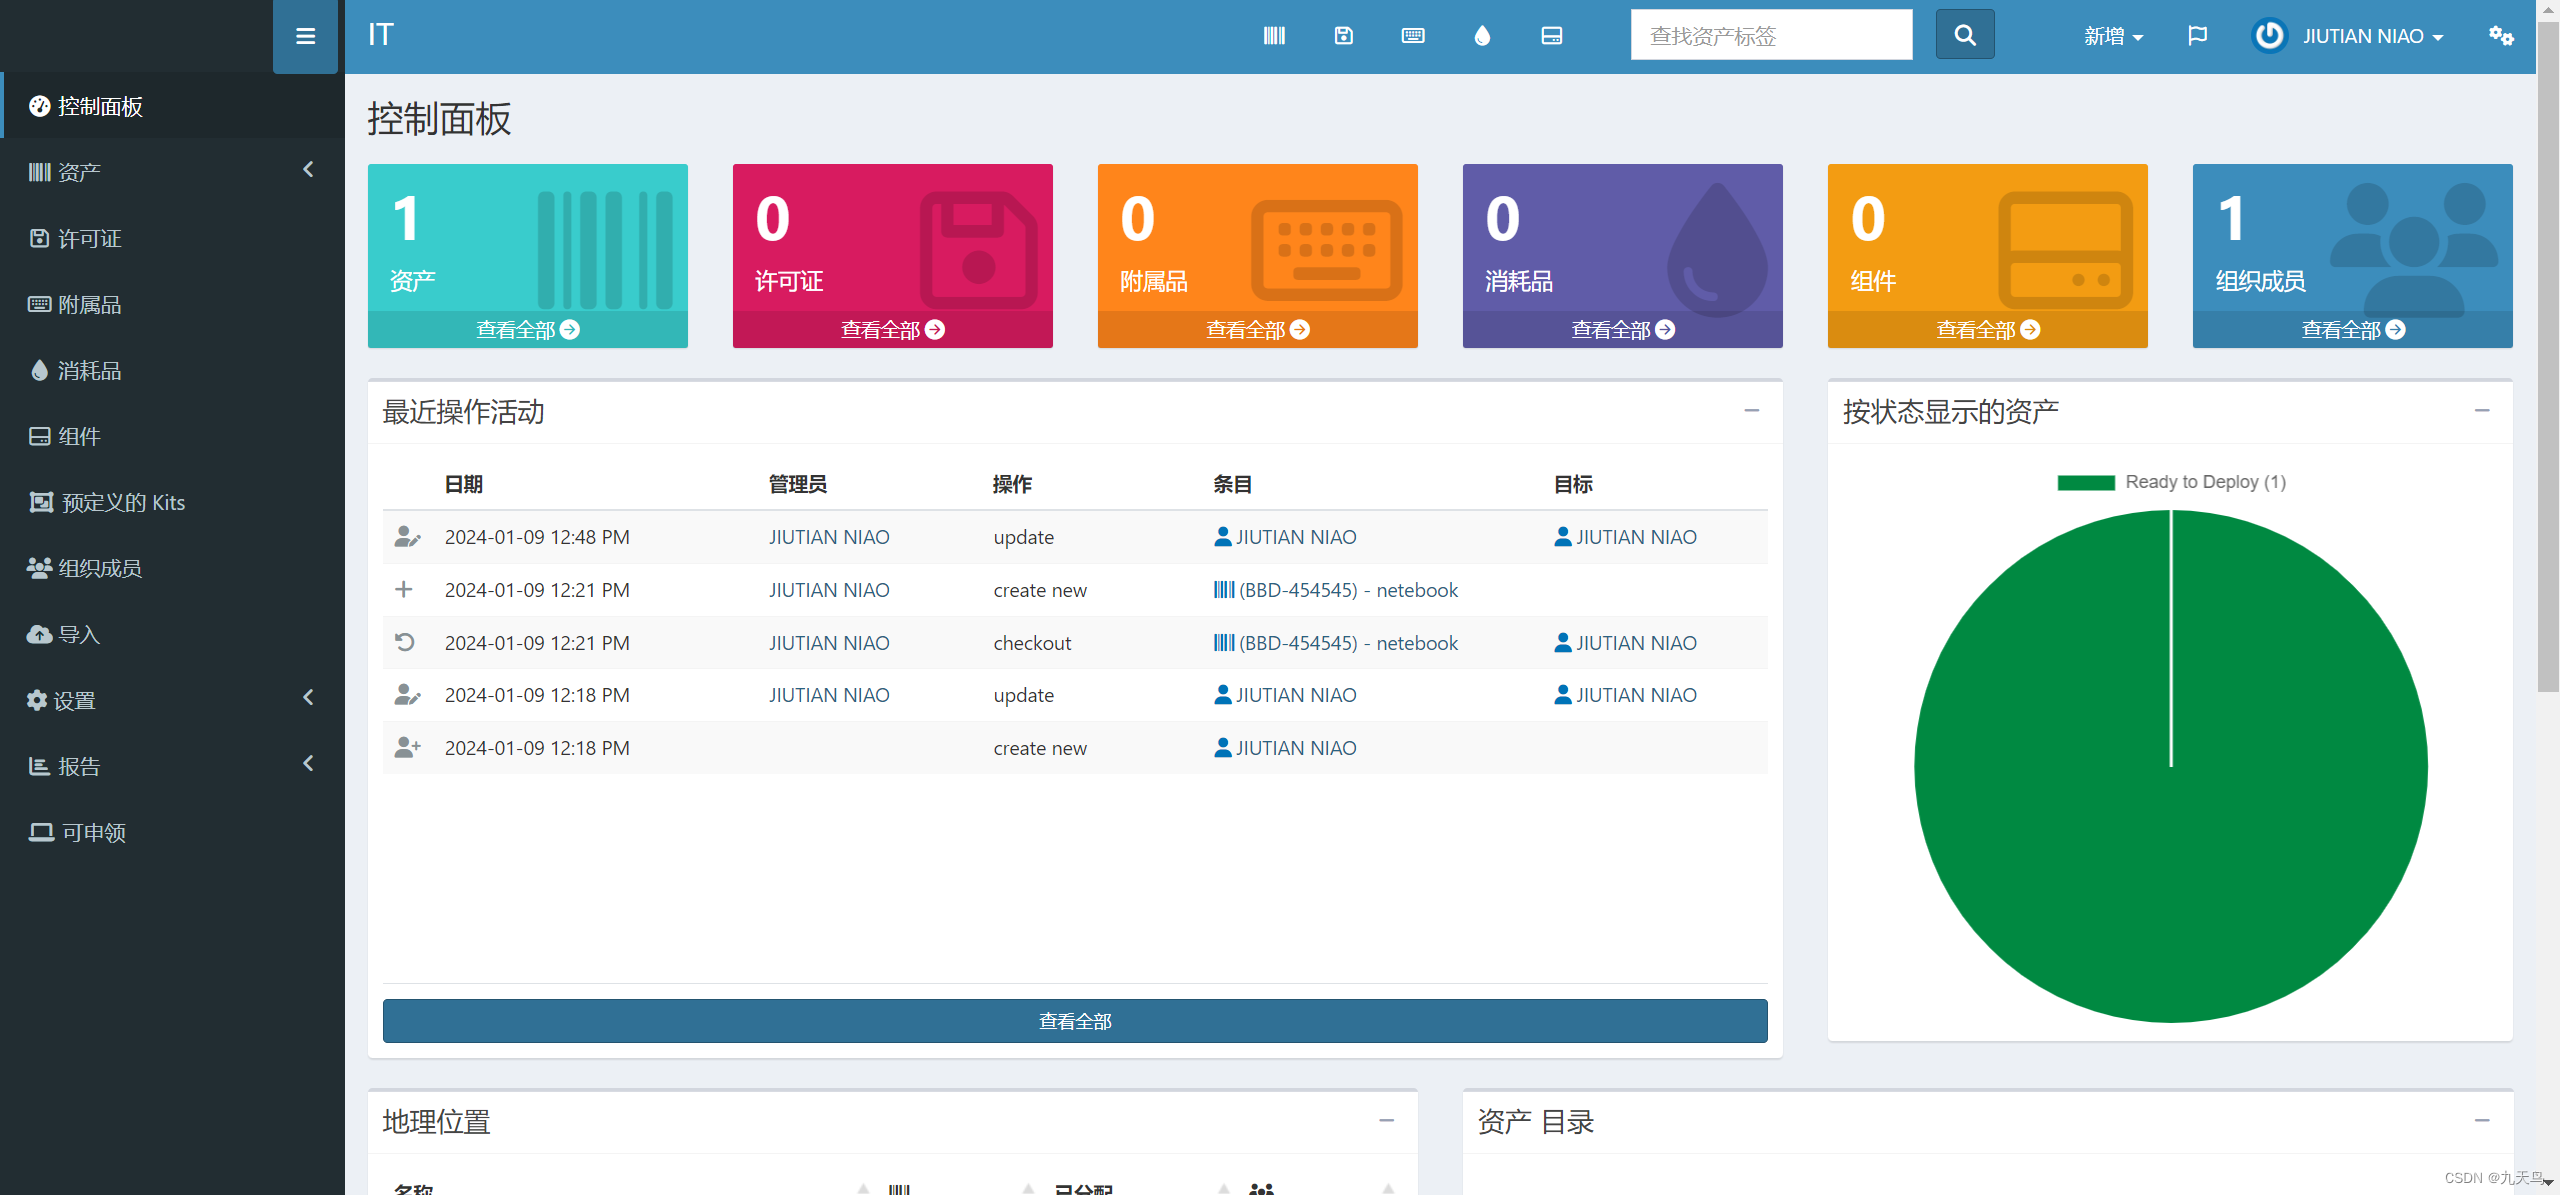 IT
查找资产标签
新增
JIUTIAN NIAO
控制面板
资产
许可证
附属品
消耗品
组件
预定义的 Kits
组织成员
导入
设置
报告
可申领
控制面板
1
资产
查看全部
0
许可证
查看全部
0
附属品
查看全部
0
消耗品
查看全部
0
组件
查看全部
1
组织成员
查看全部
最近操作活动
日期 管理员 操作 条目 目标
2024-01-09 12:48 PM JIUTIAN NIAO update JIUTIAN NIAO JIUTIAN NIAO
2024-01-09 12:21 PM JIUTIAN NIAO create new (BBD-454545) - netebook
2024-01-09 12:21 PM JIUTIAN NIAO checkout (BBD-454545) - netebook JIUTIAN NIAO
2024-01-09 12:18 PM JIUTIAN NIAO update JIUTIAN NIAO JIUTIAN NIAO
2024-01-09 12:18 PM create new JIUTIAN NIAO
查看全部
按状态显示的资产
Ready to Deploy (1)
地理位置
名称 已分配
资产 目录
CSDN @九天鸟